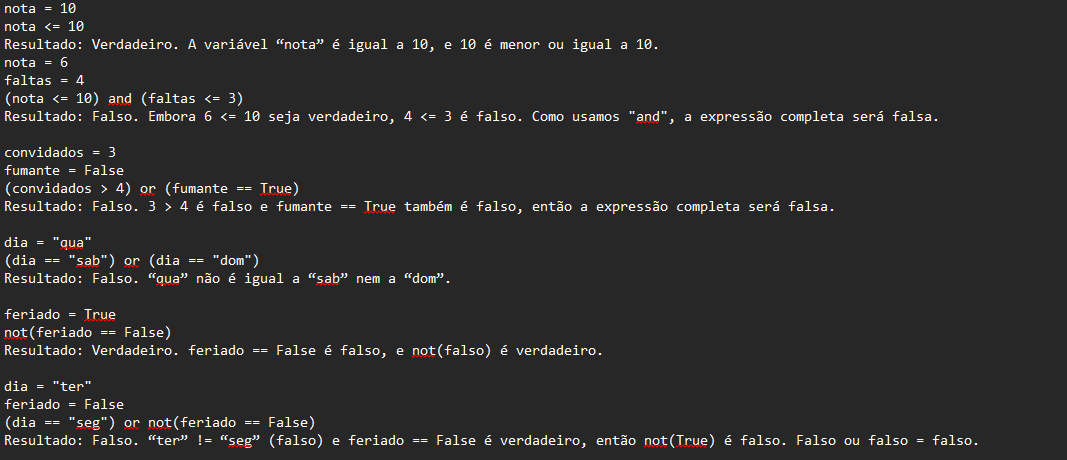 nota = 10
nota <= 10
Resultado: Verdadeiro. A variável “nota” é igual a 10, e 10 é menor ou igual a 10.
nota = 6
faltas = 4
(nota <= 10) and (faltas <= 3)
Resultado: Falso. Embora 6 <= 10 seja verdadeiro, 4 <= 3 é falso. Como usamos "and", a expressão completa será falsa.
convidados = 3
fumante = False
(convidados > 4) or (fumante == True)
Resultado: Falso. 3 > 4 é falso e fumante == True também é falso, então a expressão completa será falsa.
dia = "qua"
(dia == "sab") or (dia == "dom")
Resultado: Falso. “qua” não é igual a “sab” nem a “dom”.
feriado = True
not(feriado == False)
Resultado: Verdadeiro. feriado == False é falso, e not(falso) é verdadeiro.
dia = "ter"
feriado = False
(dia == "seg") or not(feriado == False)
Resultado: Falso. “ter” != “seg” (falso) e feriado == False é verdadeiro, então not(True) é falso. Falso ou falso = falso.